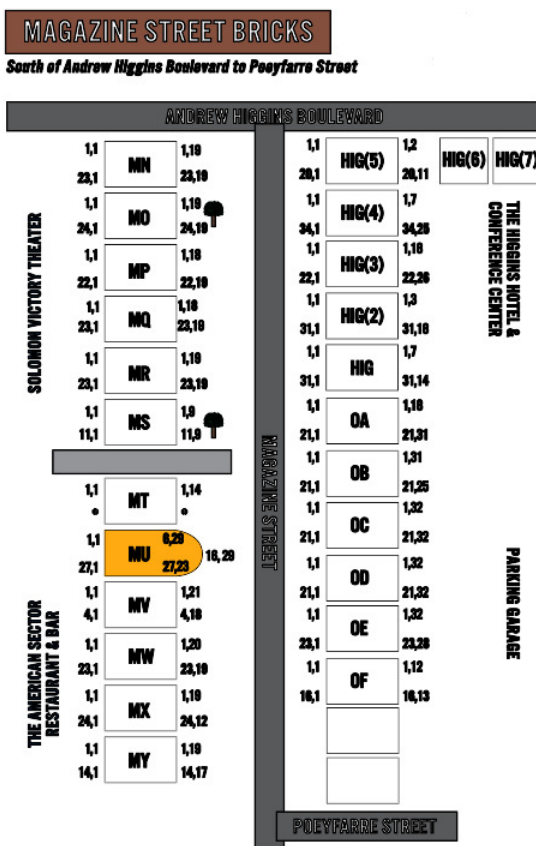 MAGAZINE STREET BRICKS
South of Andrew Higgins Boulevard to Poeyfarre Street
ANDREW HIGGINS BOULEVARD
SOLOMON VICTORY THEATER
1,1 MN 1,19
23,1 23,19
1,1 MO 1,19
24,1 24,19
1,1 MP 1,18
22,1 22,19
1,1 MQ 1,18
23,1 23,18
1,1 MR 1,19
23,1 23,19
1,1 MS 1,9
11,1 11,9
THE AMERICAN SECTOR
RESTAURANT & BAR
1,1 MT 1,14
1,1 MU 6,29
16,29
27,1 27,23
1,1 MV 1,21
4,1 4,18
1,1 MW 1,20
23,1 23,19
1,1 MX 1,19
24,1 24,12
1,1 MY 1,19
14,1 14,17
MAGAZINE STREET
1,1 HIG(5) 1,2
20,1 20,11
HIG(6) HIG(7)
1,1 HIG(4) 1,7
34,1 34,25
1,1 HIG(3) 1,18
22,1 22,26
1,1 HIG(2) 1,3
31,1 31,18
1,1 HIG 1,7
31,1 31,14
1,1 OA 1,18
21,1 21,31
1,1 OB 1,31
21,1 21,25
1,1 OC 1,32
21,1 21,32
1,1 OD 1,32
21,1 21,32
1,1 OE 1,32
23,1 23,28
1,1 OF 1,12
16,1 16,13
THE HIGGINS HOTEL &
CONFERENCE CENTER
PARKING GARAGE
POEYFARRE STREET